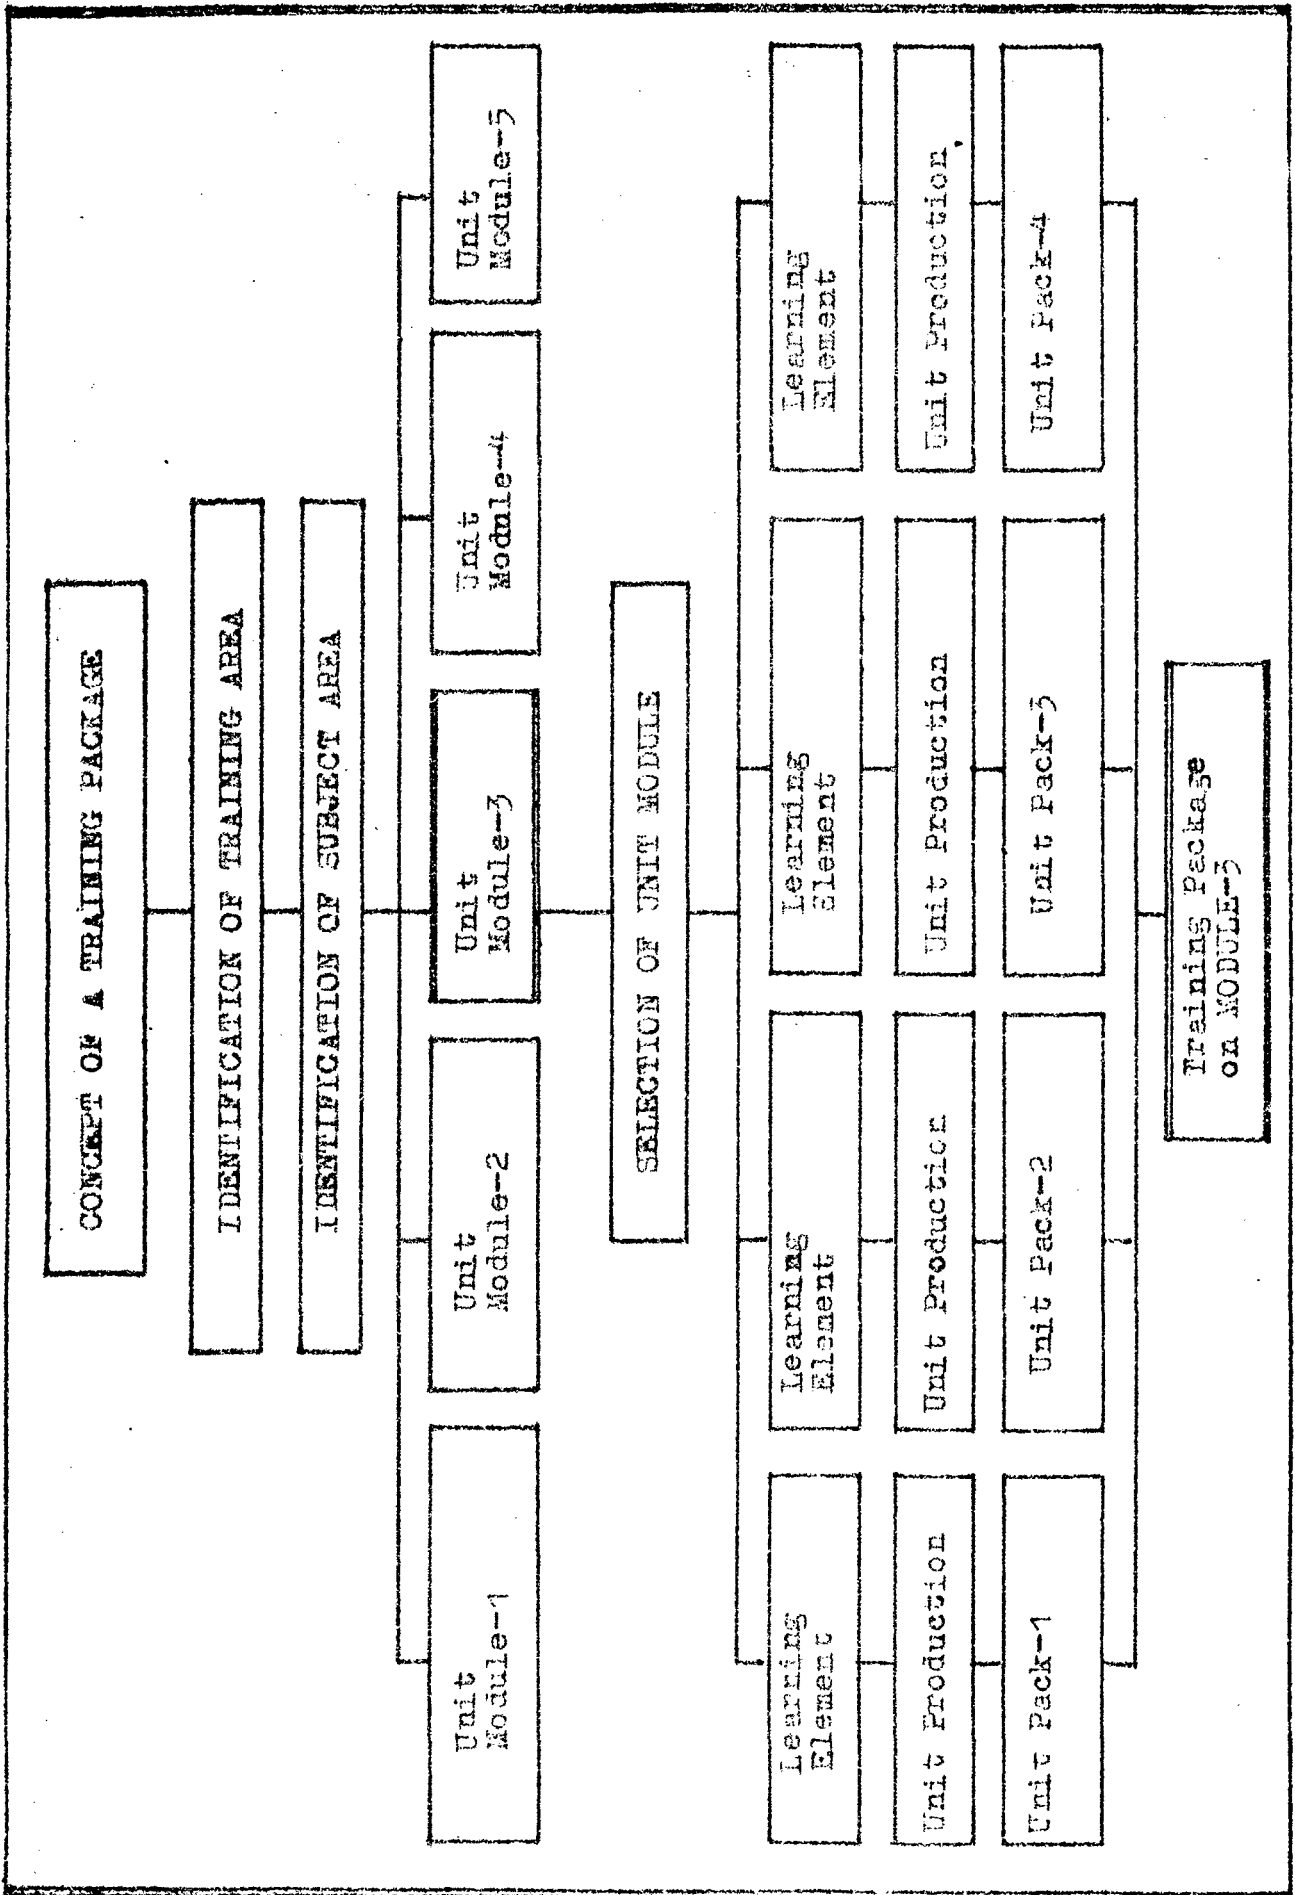 CONCEPT OF A TRAINING PACKAGE
IDENTIFICATION OF TRAINING AREA
IDENTIFICATION OF SUBJECT AREA
Unit
Module-1
Unit
Module-2
Unit
Module-3
Unit
Module-4
Unit
Module-5
SELECTION OF UNIT MODULE
Learning
Element
Learning
Element
Learning
Element
Learning
Element
Unit Production
Unit Production
Unit Production
Unit Production
Unit Pack-1
Unit Pack-2
Unit Pack-3
Unit Pack-4
Training Package
on MODULE-3